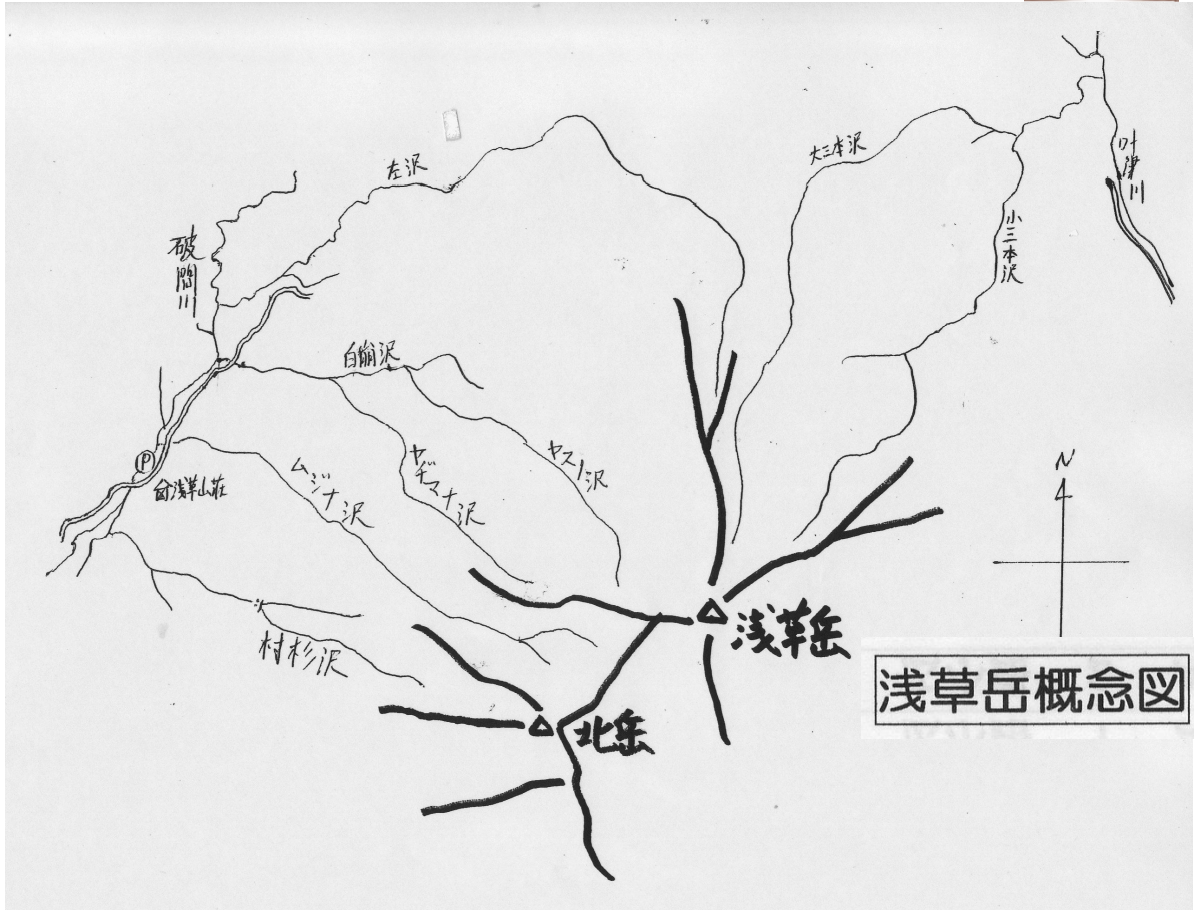 左沢
大三本沢
叶津川
小三本沢
破間川
白崩沢
ヤスノ沢
ヤヂマナ沢
ムジナ沢
P
浅草山荘
村杉沢
N
浅草岳
北岳
浅草岳概念図